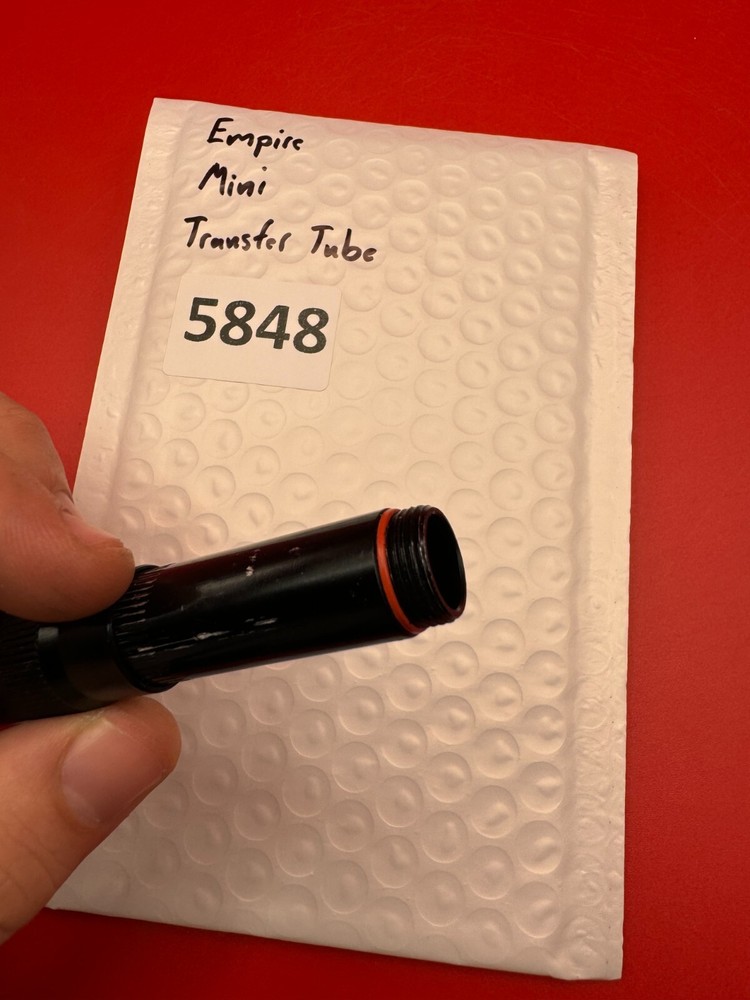 Empire
Mini
Transfer Tube
5848